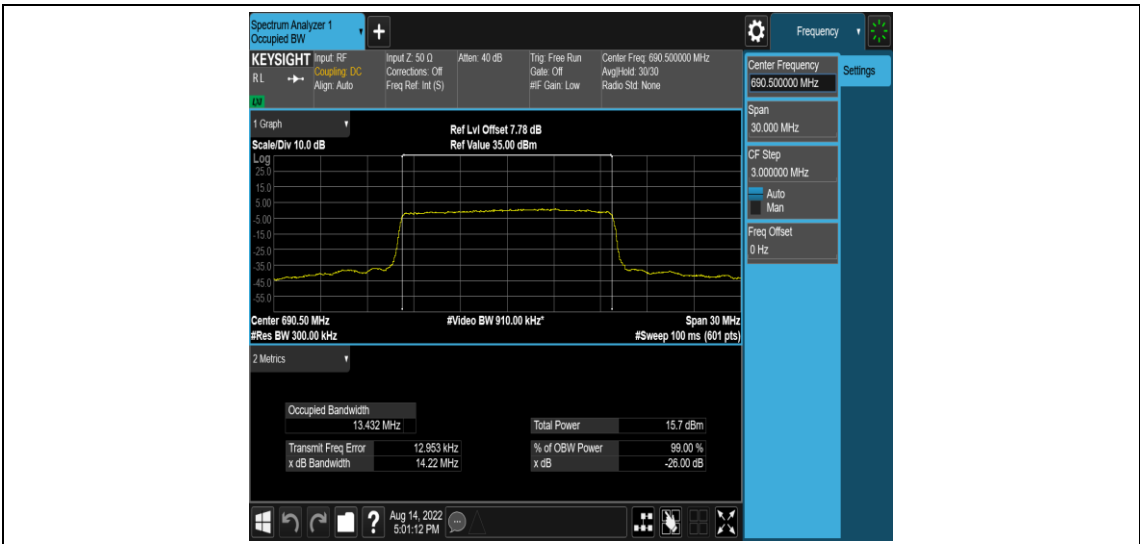 Spectrum Analyzer 1
Occupied BW
+
Frequency
KEYSIGHT
RL
LXI
Input: RF
Coupling: DC
Align: Auto
Input Z: 50 Ω
Corrections: Off
Freq Ref: Int (S)
Atten: 40 dB
Trig: Free Run
Gate: Off
#IF Gain: Low
Center Freq: 690.500000 MHz
Avg|Hold: 30/30
Radio Std: None
Center Frequency
690.500000 MHz
Settings
Span
30.000 MHz
CF Step
3.000000 MHz
Auto
Man
Freq Offset
0 Hz
1 Graph
Scale/Div 10.0 dB
Ref Lvl Offset 7.78 dB
Ref Value 35.00 dBm
Log
25.0
15.0
5.00
-5.00
-15.0
-25.0
-35.0
-45.0
-55.0
Center 690.50 MHz
#Video BW 910.00 kHz*
Span 30 MHz
#Res BW 300.00 kHz
#Sweep 100 ms (601 pts)
2 Metrics
Occupied Bandwidth
13.432 MHz
Total Power 15.7 dBm
Transmit Freq Error 12.953 kHz
% of OBW Power 99.00 %
x dB Bandwidth 14.22 MHz
x dB -26.00 dB
?
Aug 14, 2022
5:01:12 PM